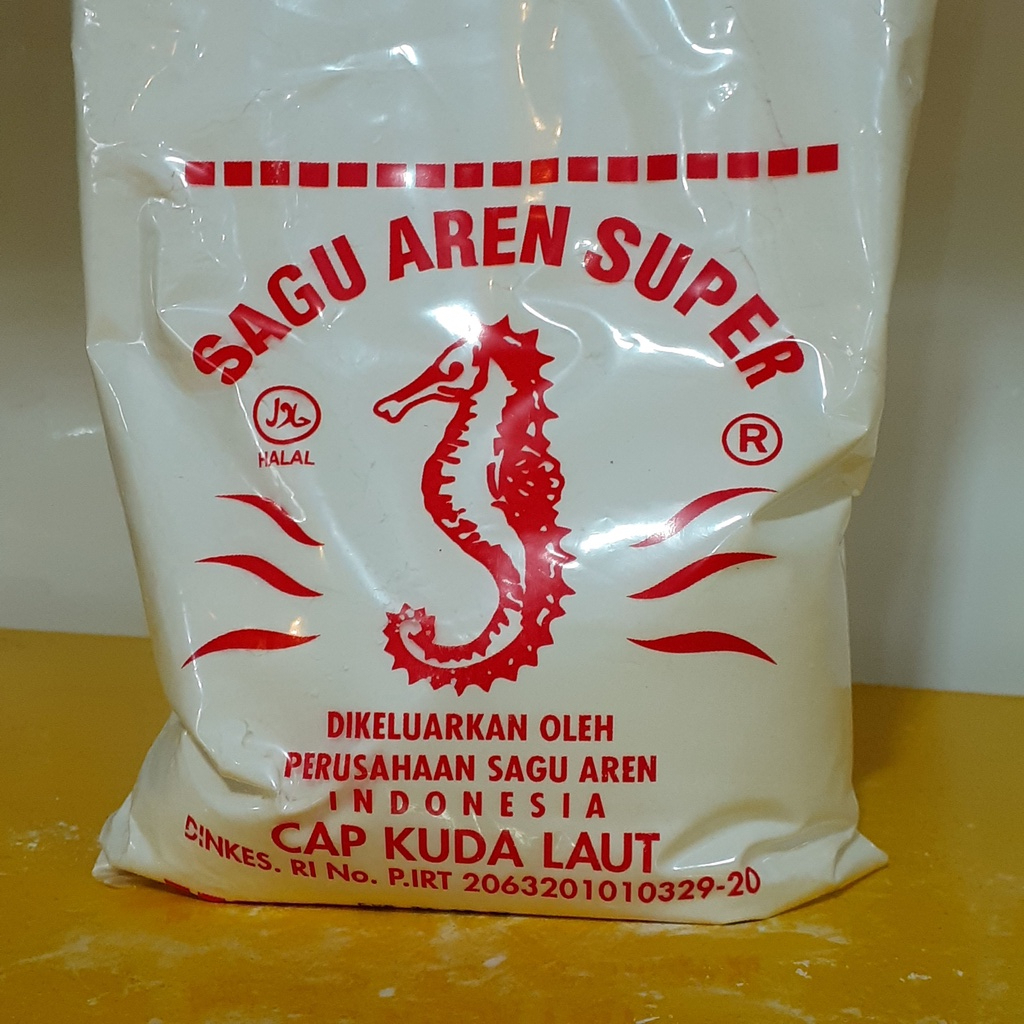 SAGU AREN SUPER
حلال
HALAL
®
DIKELUARKAN OLEH
PERUSAHAAN SAGU AREN
INDONESIA
CAP KUDA LAUT
DINKES. RI No. P.IRT 2063201010329-20